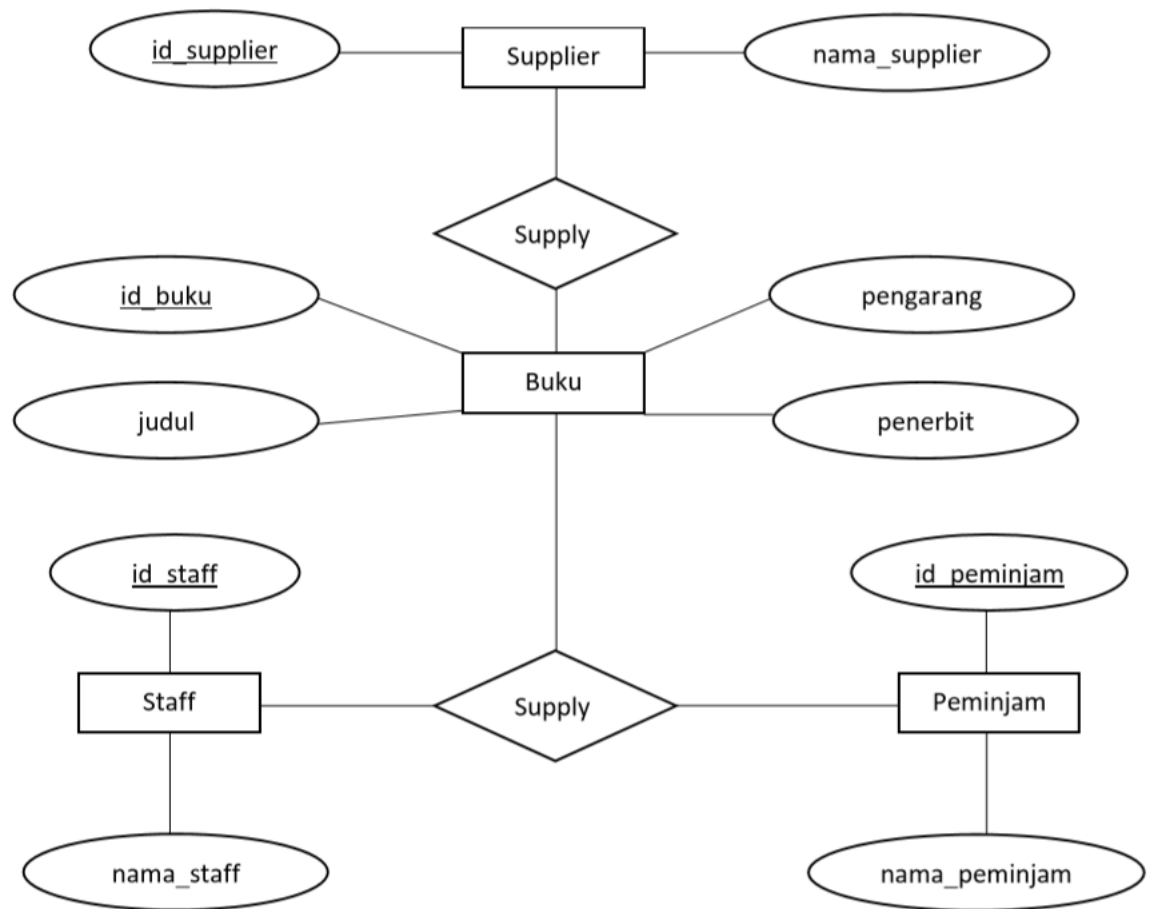 id_supplier
Supplier
nama_supplier
Supply
id_buku
pengarang
Buku
judul
penerbit
id_staff
id_peminjam
Staff
Supply
Peminjam
nama_staff
nama_peminjam